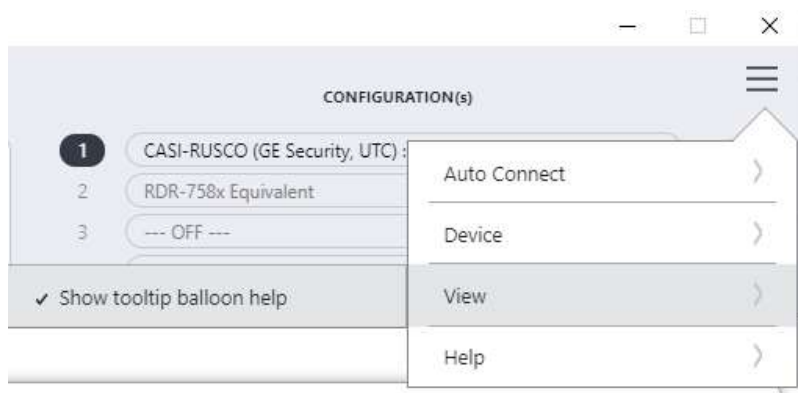 CONFIGURATION(s)
1 CASI-RUSCO (GE Security, UTC) :
2 RDR-758x Equivalent
3 --- OFF ---
Auto Connect
Device
✓ Show tooltip balloon help
View
Help